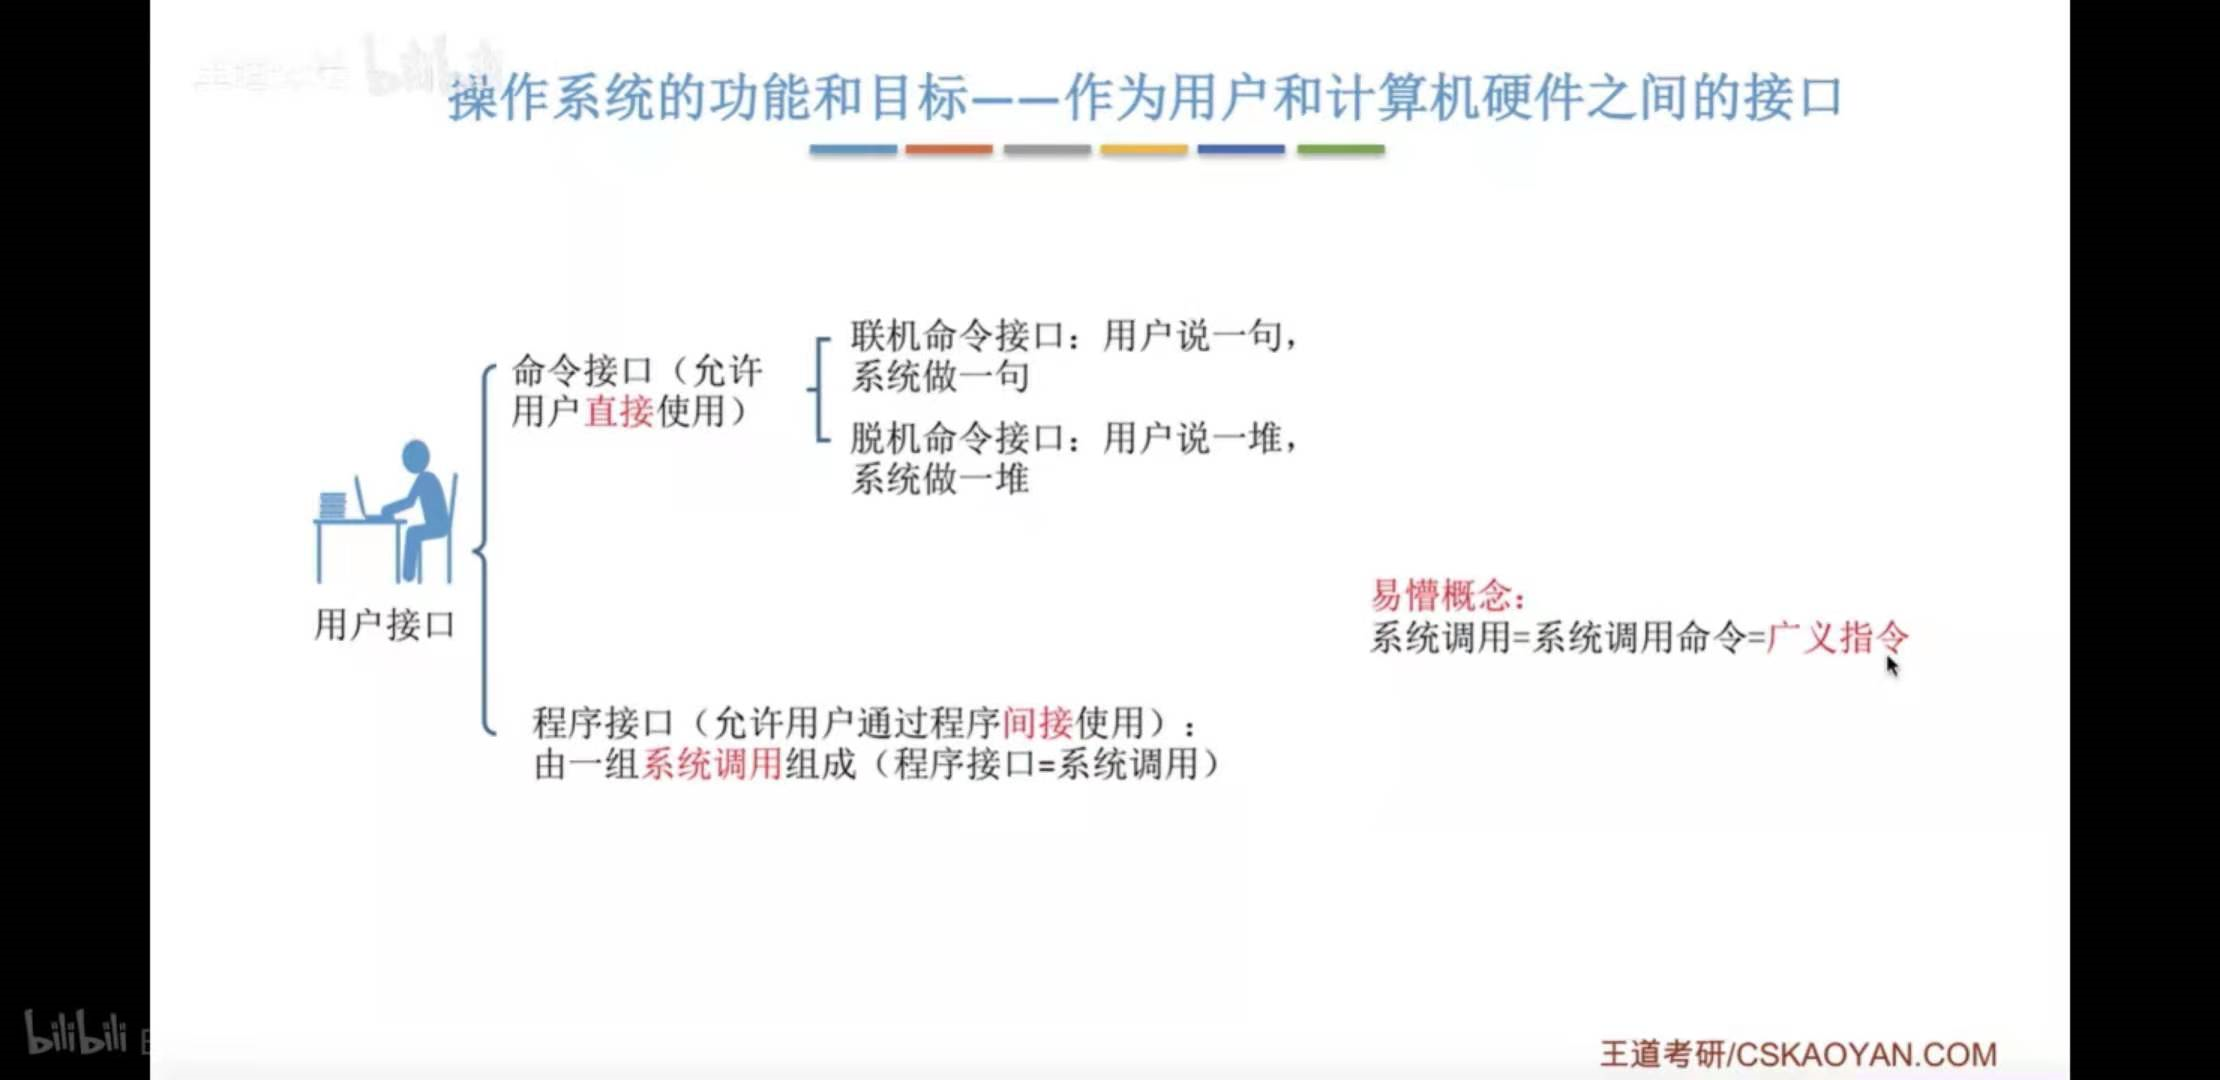 bilibili
操作系统的功能和目标——作为用户和计算机硬件之间的接口
联机命令接口：用户说一句，
系统做一句
命令接口（允许
用户直接使用）
脱机命令接口：用户说一堆，
系统做一堆
用户接口
易懵概念：
系统调用=系统调用命令=广义指令
程序接口（允许用户通过程序间接使用）：
由一组系统调用组成（程序接口=系统调用）
bilibili
王道考研/CSKAOYAN.COM